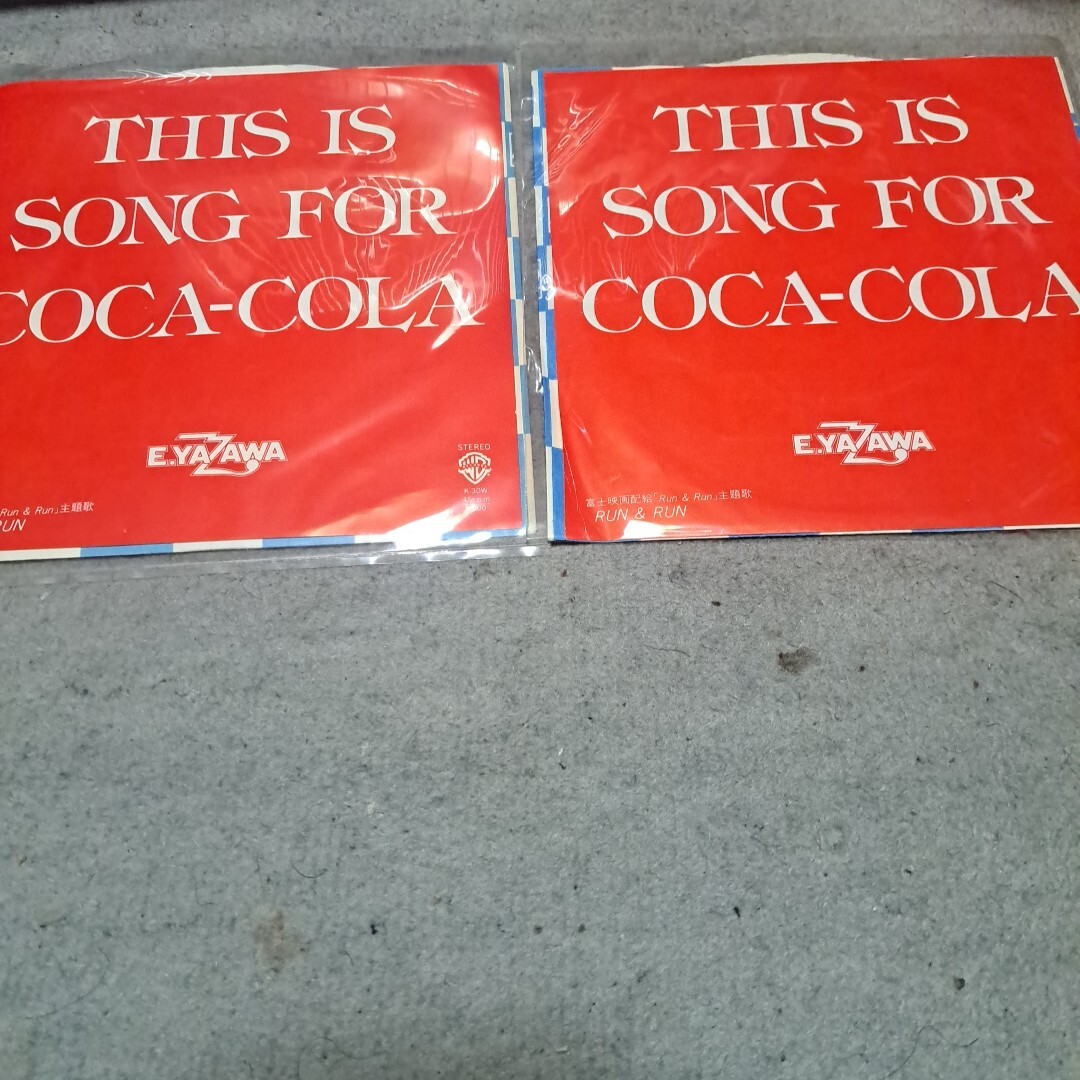 THIS IS
SONG FOR
COCA-COLA
E.YAZAWA
STEREO
K-30W
Run & Run」主題歌
RUN
THIS IS
SONG FOR
COCA-COLA
E.YAZAWA
富士映画配給「Run & Run」主題歌
RUN & RUN